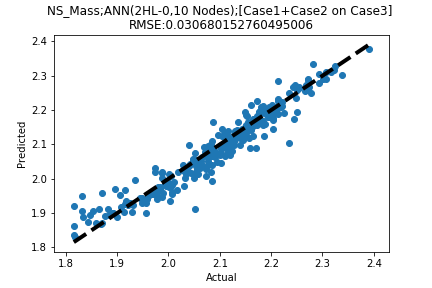 NS_Mass;ANN(2HL-0,10 Nodes);[Case1+Case2 on Case3]
RMSE:0.030680152760495006
2.4
2.3
2.2
2.1
2.0
1.9
1.8
Predicted
1.8 1.9 2.0 2.1 2.2 2.3 2.4
Actual